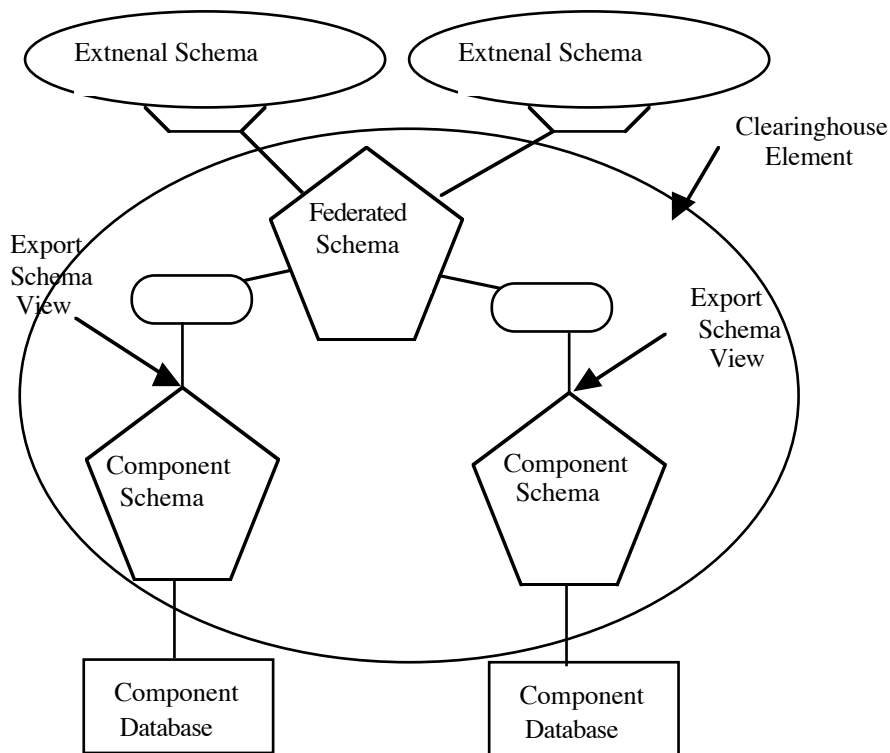 Extnenal Schema
Extnenal Schema
Clearinghouse
Element
Federated
Schema
Export
Schema
View
Export
Schema
View
Component
Schema
Component
Schema
Component
Database
Component
Database